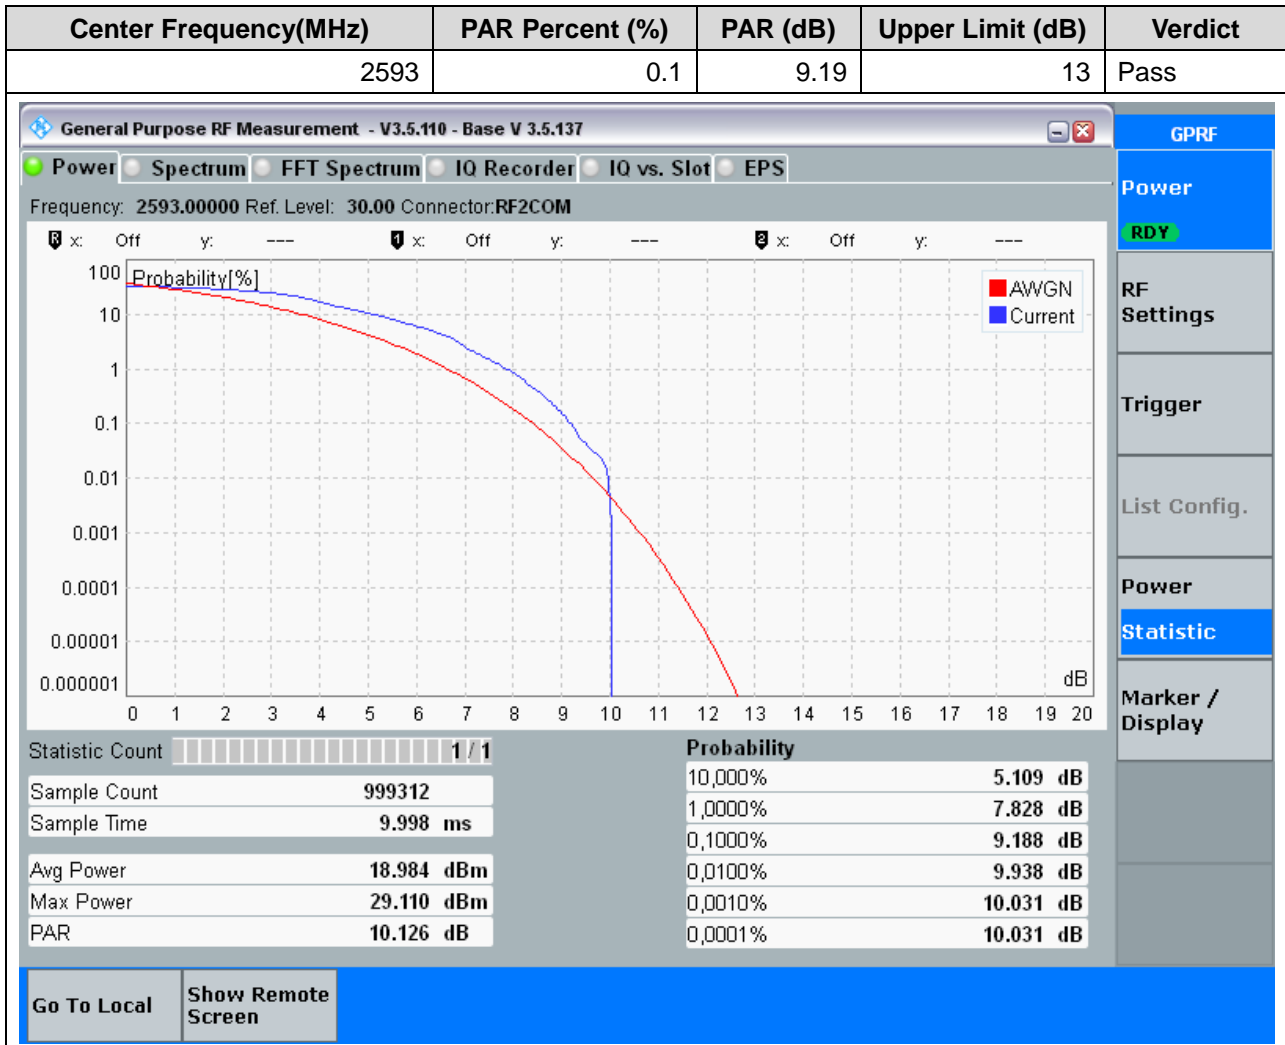 Center Frequency(MHz) PAR Percent (%) PAR (dB) Upper Limit (dB) Verdict
2593 0.1 9.19 13 Pass
General Purpose RF Measurement - V3.5.110 - Base V 3.5.137
GPRF
Power Spectrum FFT Spectrum IQ Recorder IQ vs. Slot EPS
Power
RDY
Frequency: 2593.00000 Ref. Level: 30.00 Connector:RF2COM
R x: Off y: --- 1 x: Off y: --- 2 x: Off y: ---
Probability[%]
AWGN
Current
100
10
1
0.1
0.01
0.001
0.0001
0.00001
0.000001
dB
0 1 2 3 4 5 6 7 8 9 10 11 12 13 14 15 16 17 18 19 20
RF
Settings
Trigger
List Config.
Power
Statistic
Marker /
Display
Statistic Count 1 / 1
Sample Count 999312
Sample Time 9.998 ms
Avg Power 18.984 dBm
Max Power 29.110 dBm
PAR 10.126 dB
Probability
10,000% 5.109 dB
1,0000% 7.828 dB
0,1000% 9.188 dB
0,0100% 9.938 dB
0,0010% 10.031 dB
0,0001% 10.031 dB
Go To Local
Show Remote
Screen